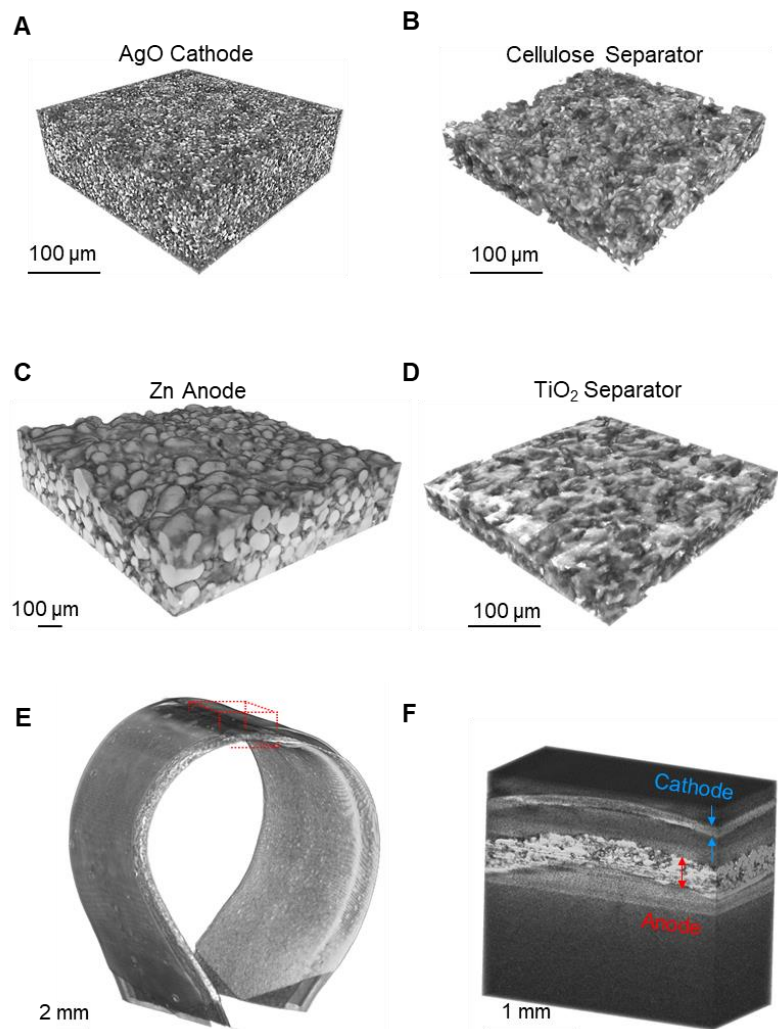 A
AgO Cathode
100 µm
B
Cellulose Separator
100 µm
C
Zn Anode
100 µm
D
TiO₂ Separator
100 µm
E
2 mm
F
Cathode
Anode
1 mm